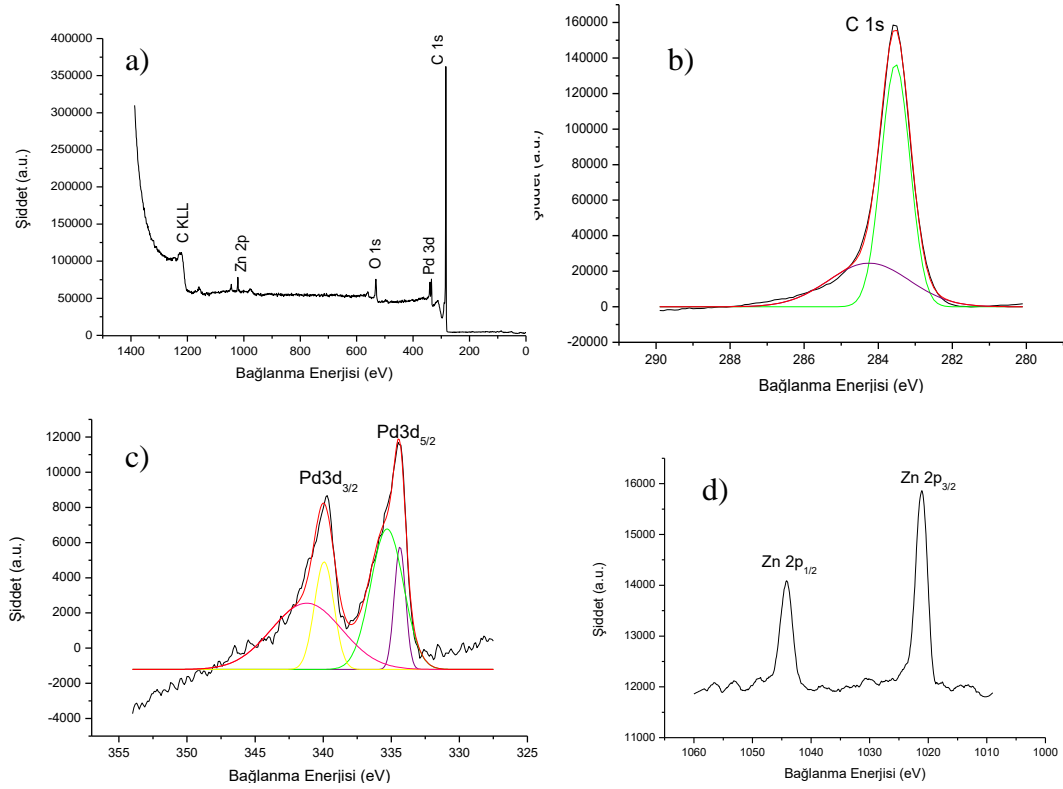 a)
400000
350000
300000
250000
200000
150000
100000
50000
0
Şiddet (a.u.)
C KLL
Zn 2p
O 1s
Pd 3d
C 1s
1400 1200 1000 800 600 400 200 0
Bağlanma Enerjisi (eV)
b)
C 1s
160000
140000
120000
100000
80000
60000
40000
20000
0
-20000
Şiddet (a.u.)
290 288 286 284 282 280
Bağlanma Enerjisi (eV)
c)
Pd3d5/2
Pd3d3/2
12000
10000
8000
6000
4000
2000
0
-2000
-4000
Şiddet (a.u.)
355 350 345 340 335 330 325
Bağlanma Enerjisi (eV)
d)
Zn 2p3/2
Zn 2p1/2
16000
15000
14000
13000
12000
11000
Şiddet (a.u.)
1060 1050 1040 1030 1020 1010 1000
Bağlanma Enerjisi (eV)